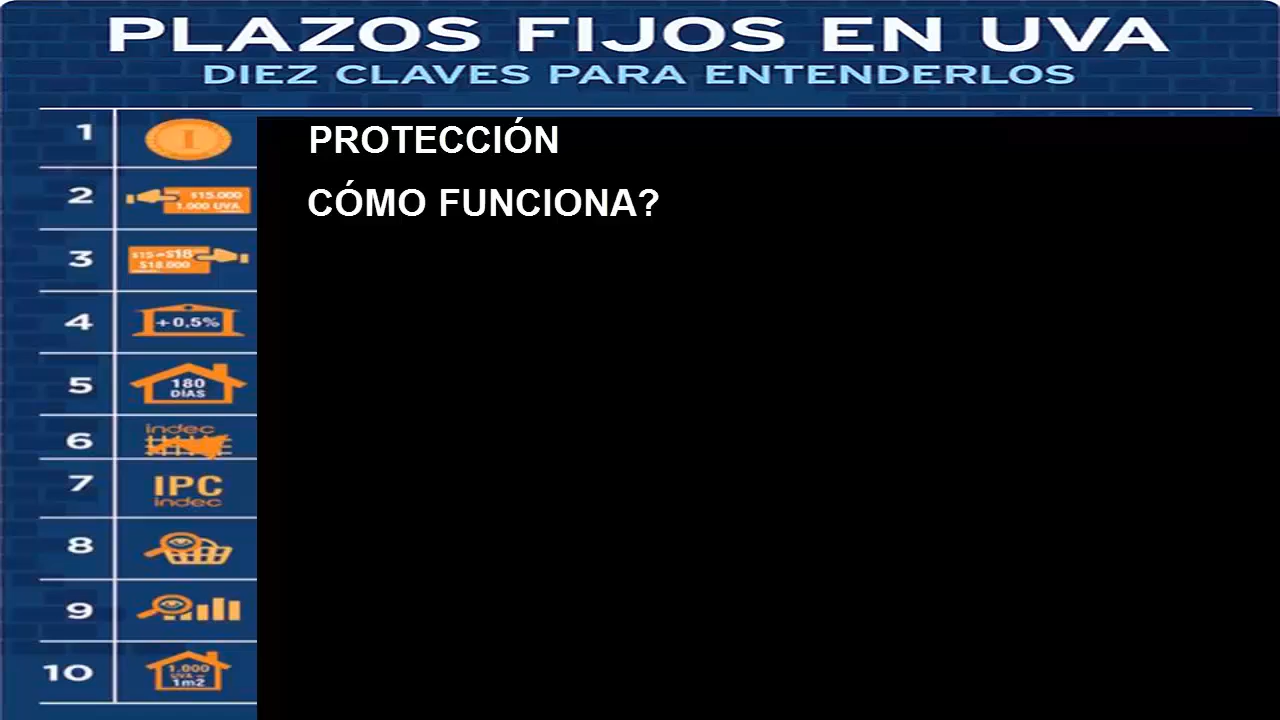 PLAZOS FIJOS EN UVA
DIEZ CLAVES PARA ENTENDERLOS
1
I
PROTECCIÓN
2
$15.000
1.000 UVA
CÓMO FUNCIONA?
3
$15 $18
$18.000
4
+0,5%
5
180
DÍAS
6
indec
7
IPC
indec
8
9
10
1.000
UVA =
1m2